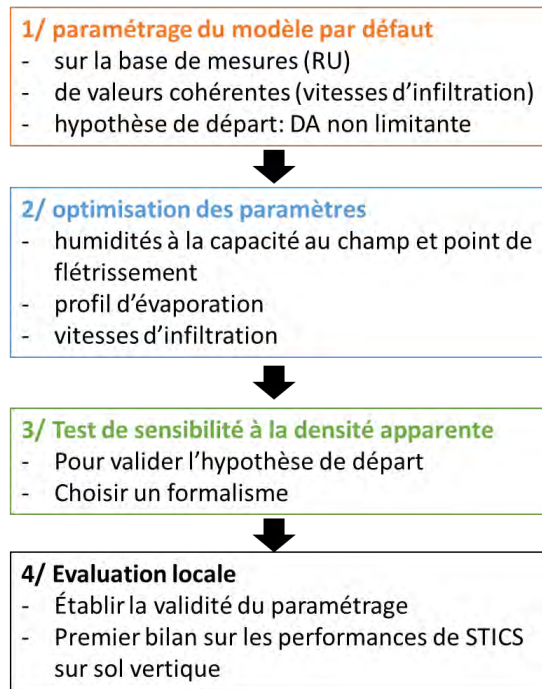 1/ paramétrage du modèle par défaut
- sur la base de mesures (RU)
- de valeurs cohérentes (vitesses d'infiltration)
- hypothèse de départ: DA non limitante
2/ optimisation des paramètres
- humidités à la capacité au champ et point de
flétrissement
- profil d'évaporation
- vitesses d'infiltration
3/ Test de sensibilité à la densité apparente
- Pour valider l'hypothèse de départ
- Choisir un formalisme
4/ Evaluation locale
- Établir la validité du paramétrage
- Premier bilan sur les performances de STICS
sur sol vertique